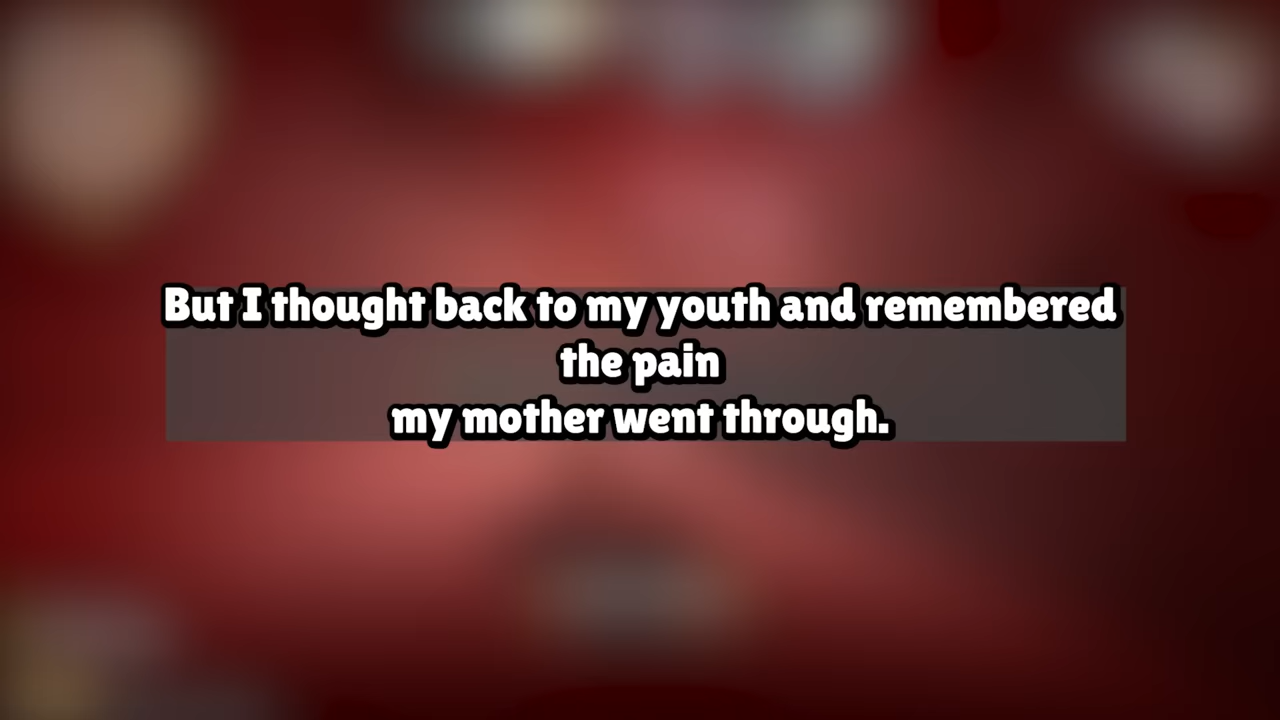 But I thought back to my youth and remembered
the pain
my mother went through.